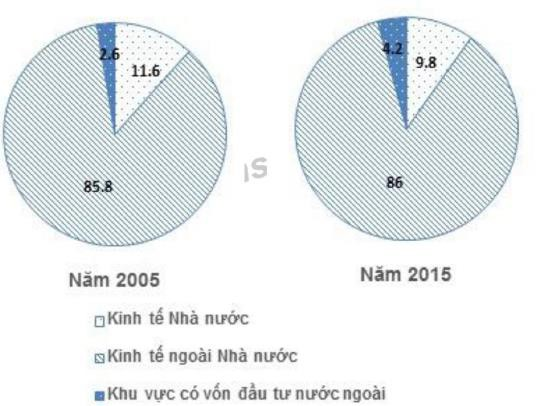 2.6
11.6
85.8
4.2
9.8
86
Năm 2005
Năm 2015
Kinh tế Nhà nước
Kinh tế ngoài Nhà nước
Khu vực có vốn đầu tư nước ngoài